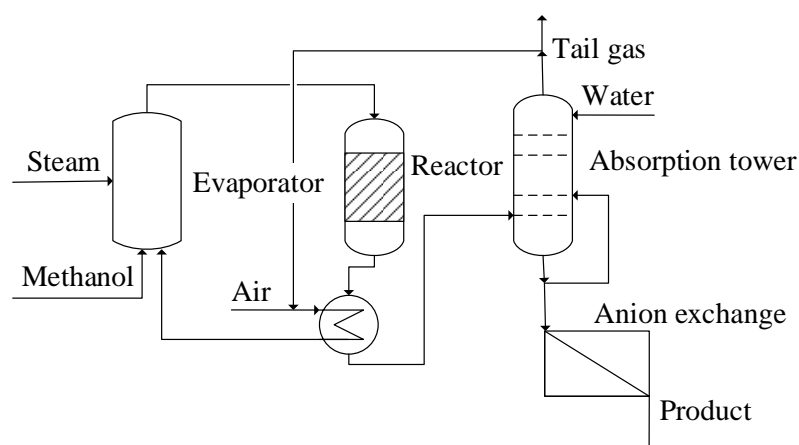 Tail gas
Water
Steam
Evaporator
Reactor
Absorption tower
Methanol
Air
Anion exchange
Product